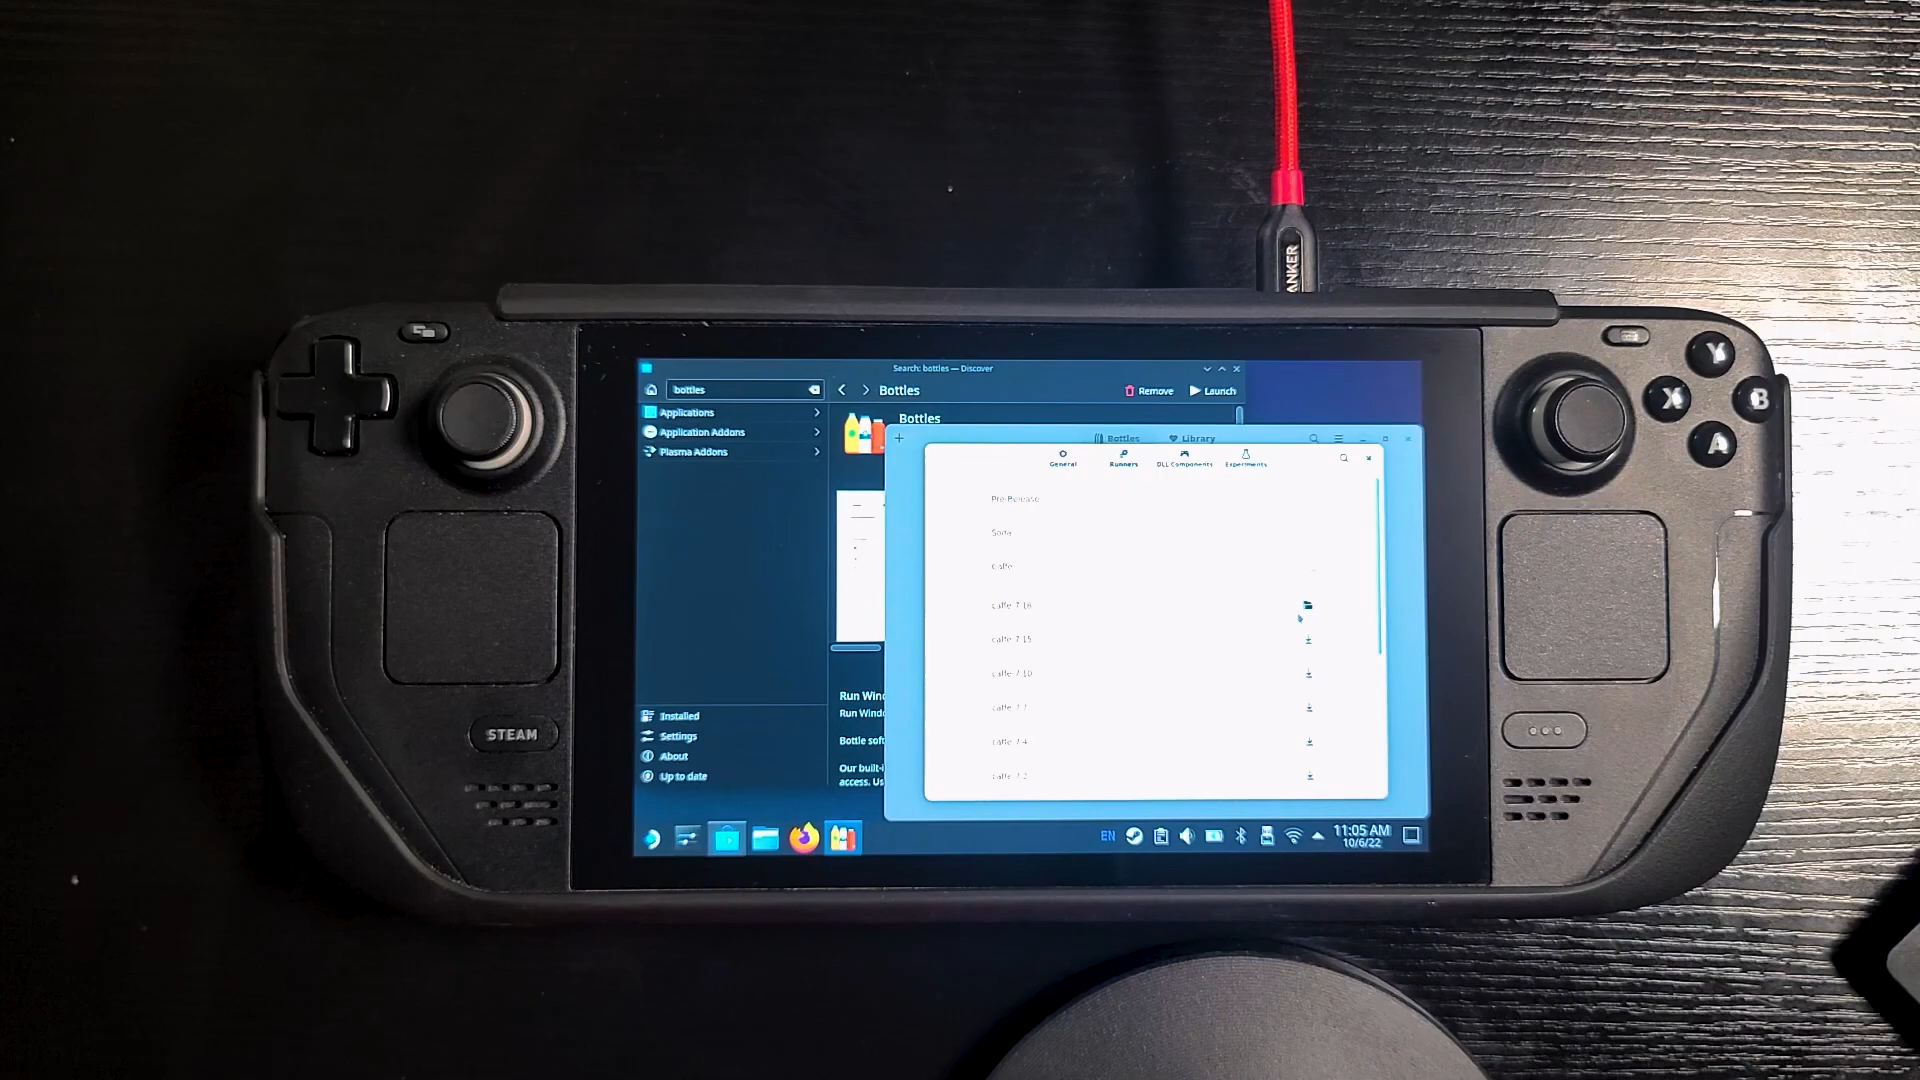 ANKER
Search: bottles — Discover
bottles
Bottles
Remove
Launch
Applications
Application Addons
Plasma Addons
Bottles
Bottles
Library
General
Runners
DLL Components
Experiments
Pre-Release
Soda
Caffe
caffe-7.18
caffe-7.15
caffe-7.10
caffe-7.7
caffe-7.4
caffe-7.2
Run Wind
Bottle soft
Our built-i
access. Us
Installed
Settings
About
Up to date
EN
11:05 AM
10/6/22
STEAM
Y
X
B
A